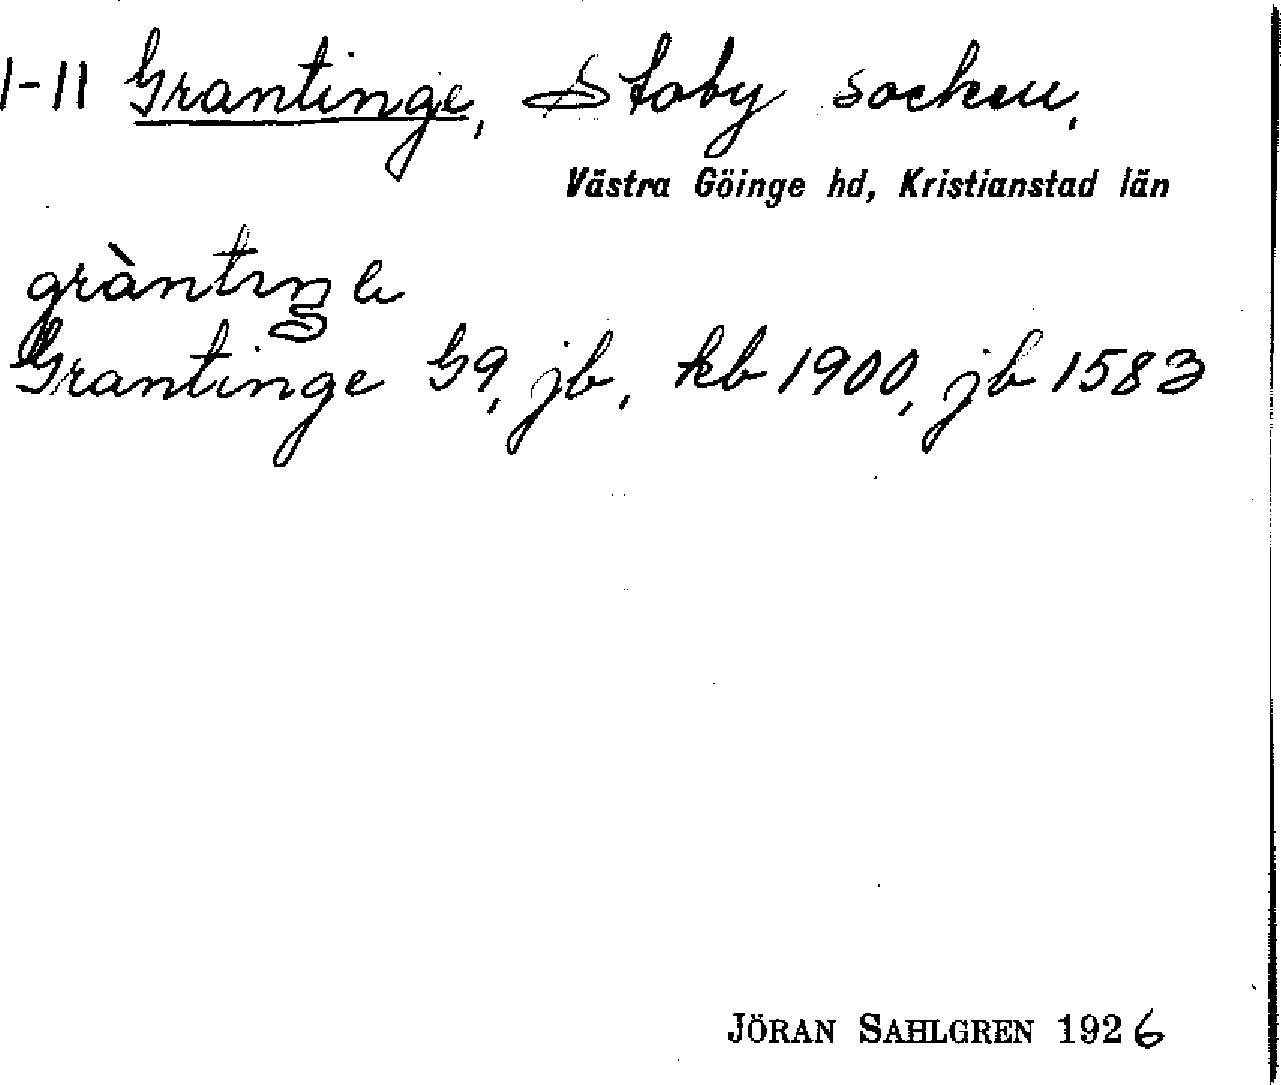 1-11 Grantinge, Stoby socken,
Västra Göinge hd, Kristianstad län
Grantinge G9, jb, kb 1900, jb 1583
JÖRAN SAHLGREN 1926